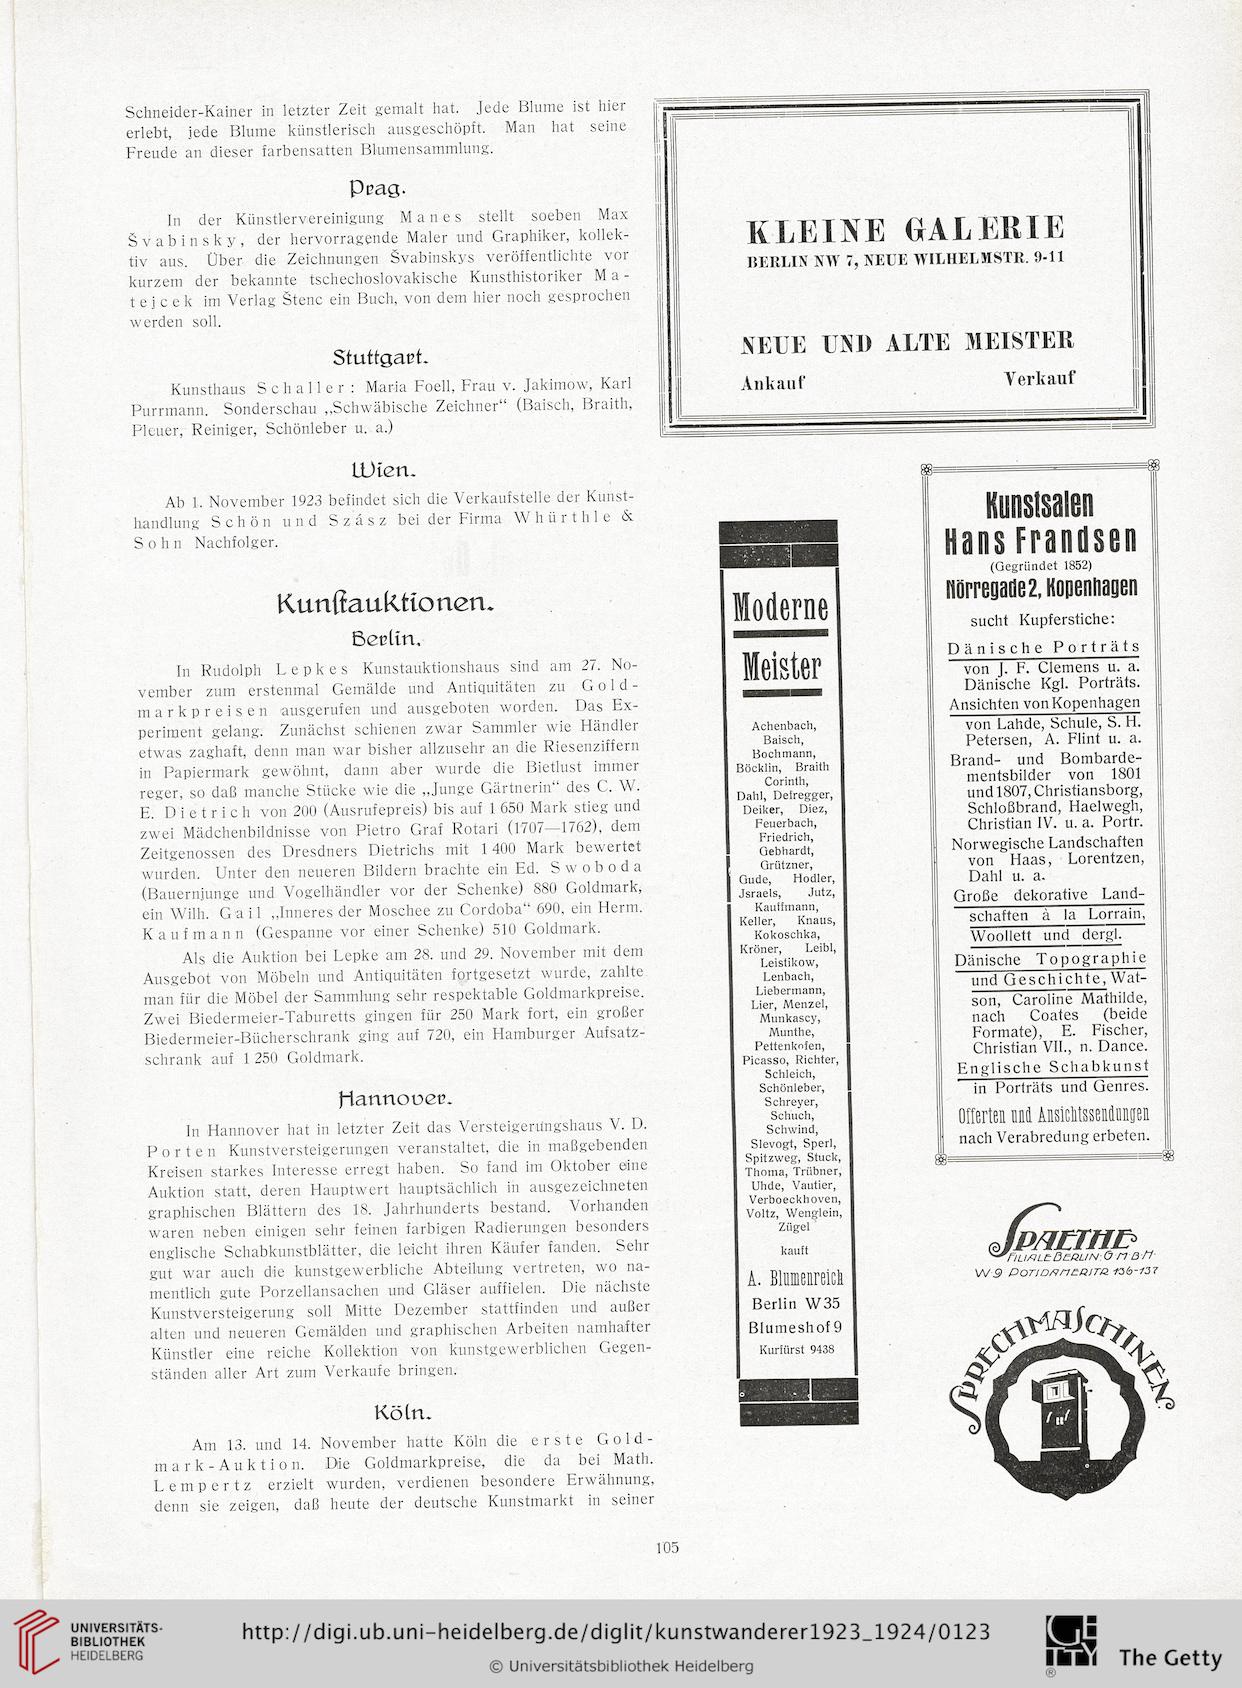 Schneider-Kainer in letzter Zeit gemalt hat. Jede Blume ist hier
erlebt, jede Blume künstlerisch ausgeschöpft. Man hat seine
Freude an dieser farbensatten Blumensammlung.
Prag.
In der Künstlervereinigung Manes stellt soeben Max
Švabinsky, der hervorragende Maler und Graphiker, kollek-
tiv aus. Über die Zeichnungen Švabinskys veröffentlichte vor
kurzem der bekannte tschechoslovakische Kunsthistoriker Ma-
tejcek im Verlag Štenc ein Buch, von dem hier noch gesprochen
werden soll.
Stuttgart.
Kunsthaus Schaller: Maria Foell, Frau v. Jakimow, Karl
Purrmann. Sonderschau „Schwäbische Zeichner“ (Baisch, Braith,
Pleuer, Reiniger, Schönleber u. a.)
Wien.
Ab 1. November 1923 befindet sich die Verkaufstelle der Kunst-
handlung Schön und Szász bei der Firma Whürthle &
Sohn Nachfolger.
Kunstauktionen.
Berlin.
In Rudolph Lepkes Kunstauktionshaus sind am 27. No-
vember zum erstenmal Gemälde und Antiquitäten zu Gold-
markpreisen ausgerufen und ausgeboten worden. Das Ex-
periment gelang. Zunächst schienen zwar Sammler wie Händler
etwas zaghaft, denn man war bisher allzusehr an die Riesenziffern
in Papiermark gewöhnt, dann aber wurde die Bietlust immer
reger, so daß manche Stücke wie die „Junge Gärtnerin“ des C. W.
E. Dietrich von 200 (Ausrufepreis) bis auf 1 650 Mark stieg und
zwei Mädchenbildnisse von Pietro Graf Rotari (1707—1762), dem
Zeitgenossen des Dresdners Dietrichs mit 1 400 Mark bewertet
wurden. Unter den neueren Bildern brachte ein Ed. Swoboda
(Bauernjunge und Vogelhändler vor der Schenke) 880 Goldmark,
ein Wilh. Gail „Inneres der Moschee zu Cordoba“ 690, ein Herm.
Kaufmann (Gespanne vor einer Schenke) 510 Goldmark.
Als die Auktion bei Lepke am 28. und 29. November mit dem
Ausgebot von Möbeln und Antiquitäten fortgesetzt wurde, zahlte
man für die Möbel der Sammlung sehr respektable Goldmarkpreise.
Zwei Biedermeier-Taburetts gingen für 250 Mark fort, ein großer
Biedermeier-Bücherschrank ging auf 720, ein Hamburger Aufsatz-
schrank auf 1 250 Goldmark.
Hannover.
In Hannover hat in letzter Zeit das Versteigerungshaus V. D.
Porten Kunstversteigerungen veranstaltet, die in maßgebenden
Kreisen starkes Interesse erregt haben. So fand im Oktober eine
Auktion statt, deren Hauptwert hauptsächlich in ausgezeichneten
graphischen Blättern des 18. Jahrhunderts bestand. Vorhanden
waren neben einigen sehr feinen farbigen Radierungen besonders
englische Schabkunstblätter, die leicht ihren Käufer fanden. Sehr
gut war auch die kunstgewerbliche Abteilung vertreten, wo na-
mentlich gute Porzellansachen und Gläser auffielen. Die nächste
Kunstversteigerung soll Mitte Dezember stattfinden und außer
alten und neueren Gemälden und graphischen Arbeiten namhafter
Künstler eine reiche Kollektion von kunstgewerblichen Gegen-
ständen aller Art zum Verkaufe bringen.
Köln.
Am 13. und 14. November hatte Köln die erste Gold-
mark-Auktion. Die Goldmarkpreise, die da bei Math.
Lempertz erzielt wurden, verdienen besondere Erwähnung,
denn sie zeigen, daß heute der deutsche Kunstmarkt in seiner
KLEINE GALERIE
BERLIN NW 7, NEUE WILHELMSTR. 9-11
NEUE UND ALTE MEISTER
Ankauf Verkauf
Moderne
Meister
Achenbach,
Baisch,
Bochmann,
Böcklin, Braith
Corinth,
Dahl, Defregger,
Deiker, Diez,
Feuerbach,
Friedrich,
Gebhardt,
Grützner,
Gude, Hodler,
Jsraels, Jutz,
Kauffmann,
Keller, Knaus,
Kokoschka,
Kröner, Leibl,
Leistikow,
Lenbach,
Liebermann,
Lier, Menzel,
Munkascy,
Munthe,
Pettenkofen,
Picasso, Richter,
Schleich,
Schönleber,
Schreyer,
Schuch,
Schwind,
Slevogt, Sperl,
Spitzweg, Stuck,
Thoma, Trübner,
Uhde, Vautier,
Verboeckhoven,
Voltz, Wenglein,
Zügel
kauft
A. Blumenreich
Berlin W35
Blumeshof 9
Kurfürst 9438
Kunstsalen
Hans Frandsen
(Gegründet 1852)
Nörregade 2, Kopenhagen
sucht Kupferstiche:
Dänische Porträts
von J. F. Clemens u. a.
Dänische Kgl. Porträts.
Ansichten von Kopenhagen
von Lahde, Schule, S. H.
Petersen, A. Flint u. a.
Brand- und Bombarde-
mentsbilder von 1801
und 1807, Christiansborg,
Schloßbrand, Haelwegh,
Christian IV. u. a. Portr.
Norwegische Landschaften
von Haas, Lorentzen,
Dahl u. a.
Große dekorative Land-
schaften à la Lorrain,
Woollett und dergl.
Dänische Topographie
und Geschichte, Wat-
son, Caroline Mathilde,
nach Coates (beide
Formate), E. Fischer,
Christian VII., n. Dance.
Englische Schabkunst
in Porträts und Genres.
Offerten und Ansichtssendungen
nach Verabredung erbeten.
SPAETHE
FILIALE BERLIN·G·M·B·H·
W·9 POTSDAMERSTR 136-137
SPRECHMASCHINEN
105
UNIVERSITÄTS-
BIBLIOTHEK
HEIDELBERG
http://digi.ub.uni-heidelberg.de/diglit/kunstwanderer1923_1924/0123
© Universitätsbibliothek Heidelberg
GETTY
®
The Getty